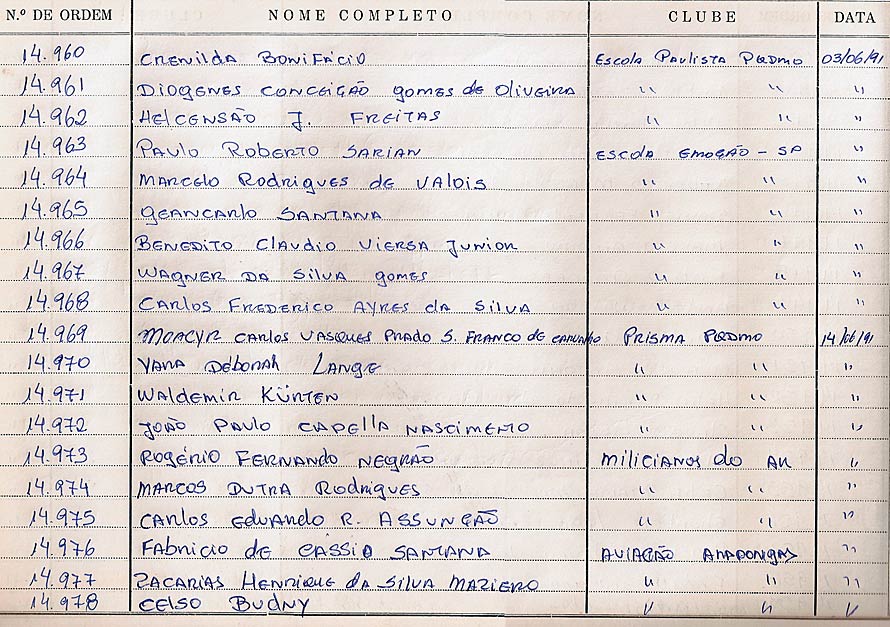 N.º DE ORDEM NOME COMPLETO CLUBE DATA
14.960 Crenilda Bonifácio Escola Paulista PQDMO 03/06/91
14.961 Diogenes Conceição Gomes de Oliveira " " "
14.962 Helcensão J. Freitas " " "
14.963 Paulo Roberto Sarian Escola Emoção - SP "
14.964 Marcelo Rodrigues de Valois " " "
14.965 Geancarlo Santana " " "
14.966 Benedito Claudio Viersa Junior " " "
14.967 Wagner da Silva Gomes " " "
14.968 Carlos Frederico Ayres da Silva " " "
14.969 Moacyr Carlos Vasques Prado S. Franco de Carvalho Prisma PQDMO 14/06/91
14.970 Yara Déborah Lange " " "
14.971 Waldemir Kürten " " "
14.972 João Paulo Capella Nascimento " " "
14.973 Rogério Fernando Negrão Milicianos do Ar "
14.974 Marcos Dutra Rodrigues " " "
14.975 Carlos Eduardo R. Assunção " " "
14.976 Fabricio de Cassio Santana Aviação "
14.977 Zacarias Henrique da Silva Maziero " " "
14.978 Celso Budny " " "